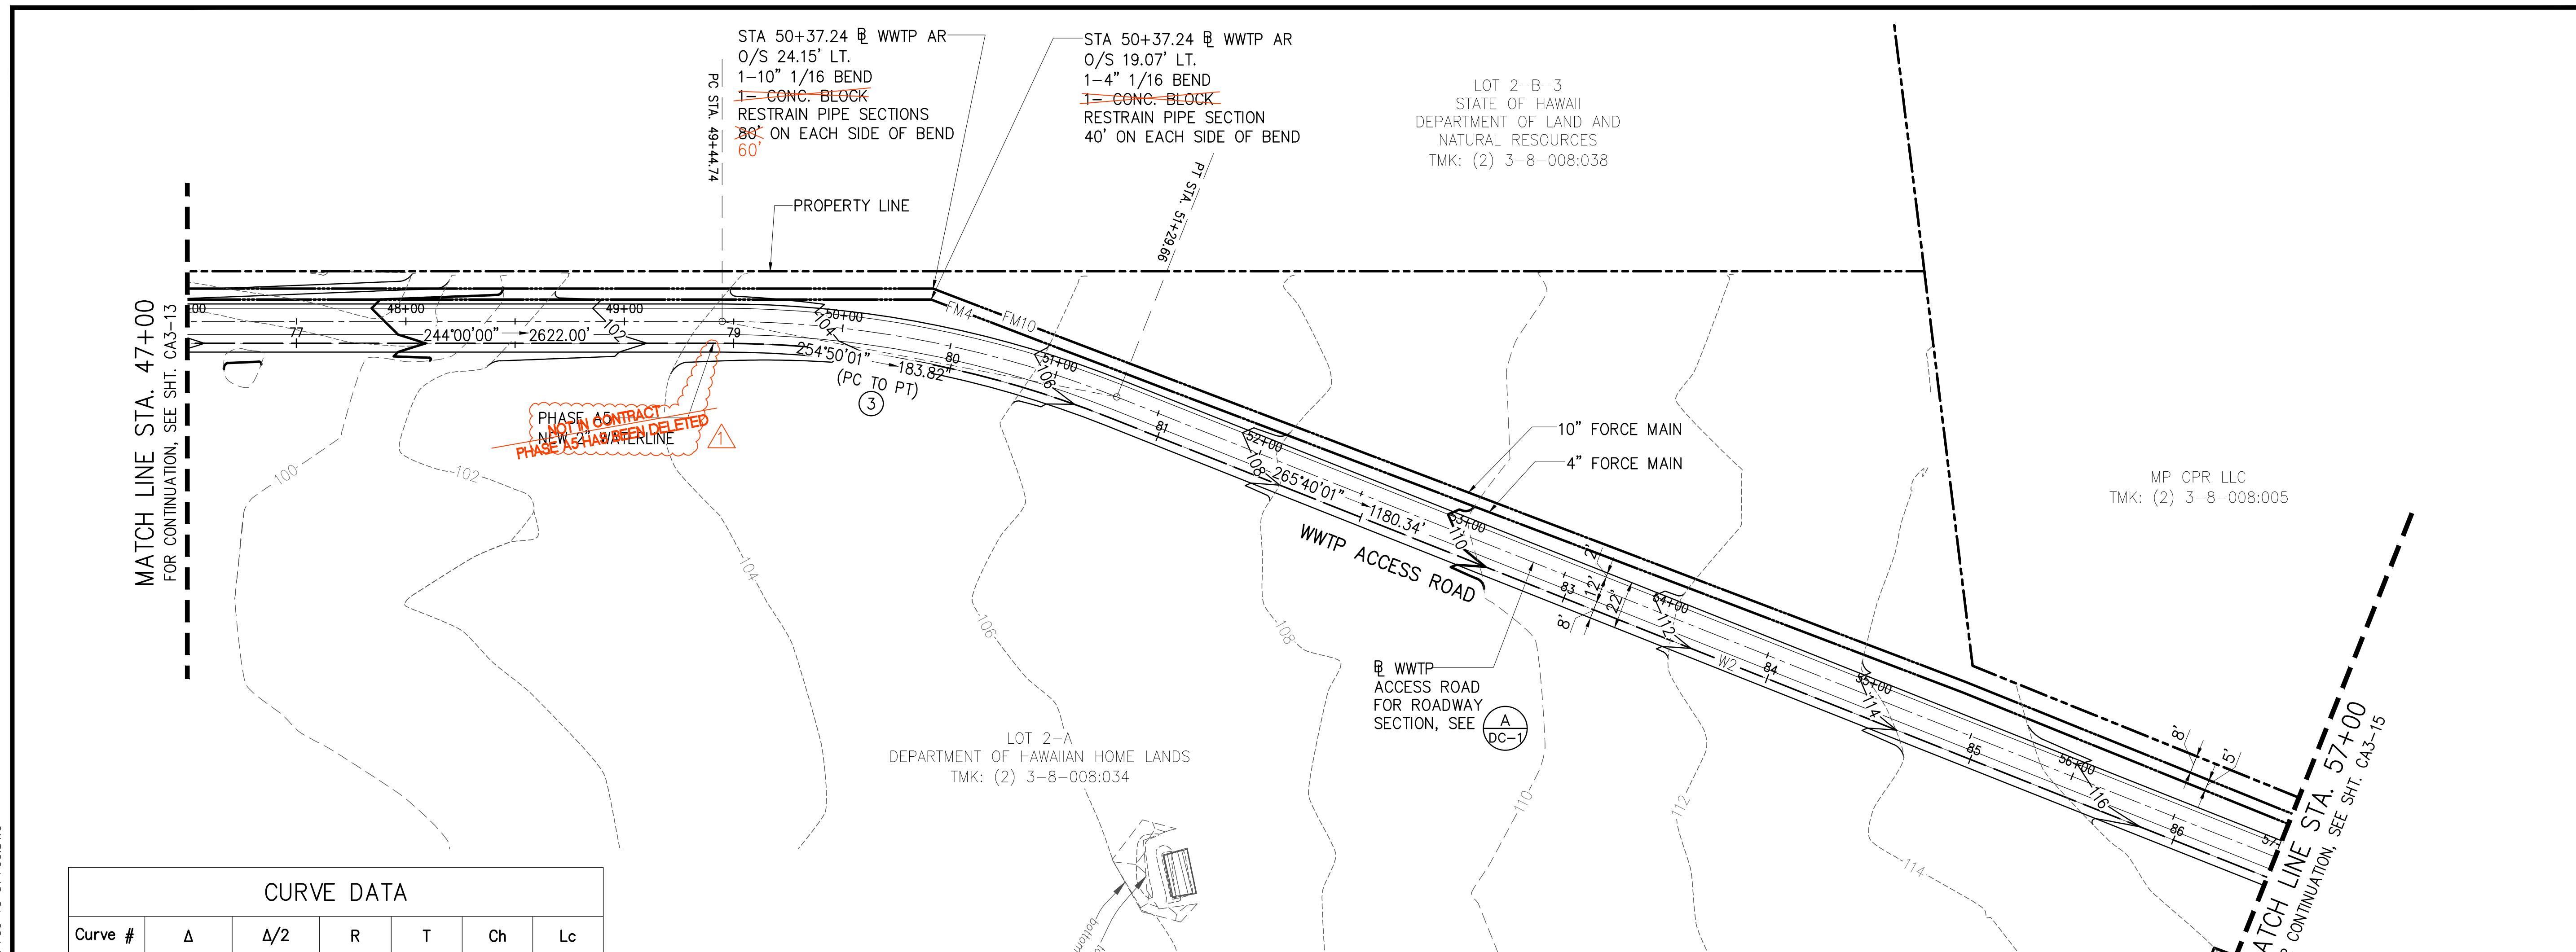 STA 50+37.24 ℄ WWTP AR
O/S 24.15' LT.
1-10" 1/16 BEND
1- CONC. BLOCK
RESTRAIN PIPE SECTIONS
80' ON EACH SIDE OF BEND
60'
STA 50+37.24 ℄ WWTP AR
O/S 19.07' LT.
1-4" 1/16 BEND
1- CONC. BLOCK
RESTRAIN PIPE SECTION
40' ON EACH SIDE OF BEND
LOT 2-B-3
STATE OF HAWAII
DEPARTMENT OF LAND AND
NATURAL RESOURCES
TMK: (2) 3-8-008:038
PC STA. 49+44.74
PT STA. 51+29.66
PROPERTY LINE
MATCH LINE STA. 47+00
FOR CONTINUATION, SEE SHT. CA3-13
00
48+00
49+00
50+00
51+00
52+00
53+00
54+00
55+00
56+00
57
77
79
80
81
83
84
85
86
244°00'00"
2622.00'
254°50'01"
183.82'
(PC TO PT)
3
265°40'01"
1180.34'
FM4
FM10
W2
102
104
106
108
110
112
114
116
PHASE A5
NEW 2" WATERLINE
NOT IN CONTRACT
PHASE A5 HAS BEEN DELETED
1
10" FORCE MAIN
4" FORCE MAIN
WWTP ACCESS ROAD
2'
12'
22'
8'
℄ WWTP
ACCESS ROAD
FOR ROADWAY
SECTION, SEE
A
DC-1
MP CPR LLC
TMK: (2) 3-8-008:005
8'
5'
MATCH LINE STA. 57+00
CONTINUATION, SEE SHT. CA3-15
100
102
104
106
108
110
112
114
LOT 2-A
DEPARTMENT OF HAWAIIAN HOME LANDS
TMK: (2) 3-8-008:034
bottom
CURVE DATA
Curve # Δ Δ/2 R T Ch Lc